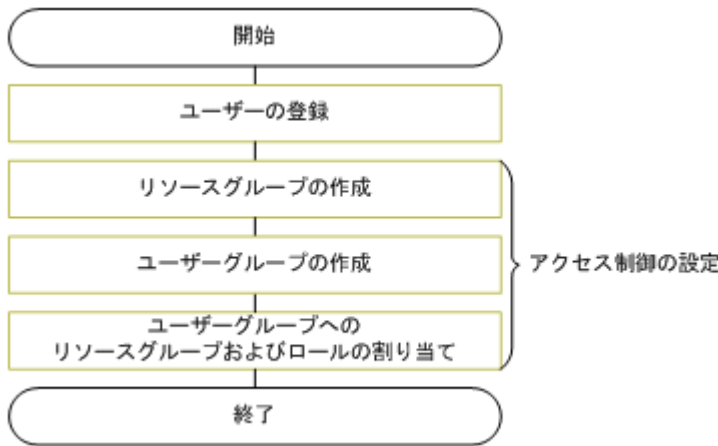 開始
ユーザーの登録
リソースグループの作成
ユーザーグループの作成
アクセス制御の設定
ユーザーグループへの
リソースグループおよびロールの割り当て
終了